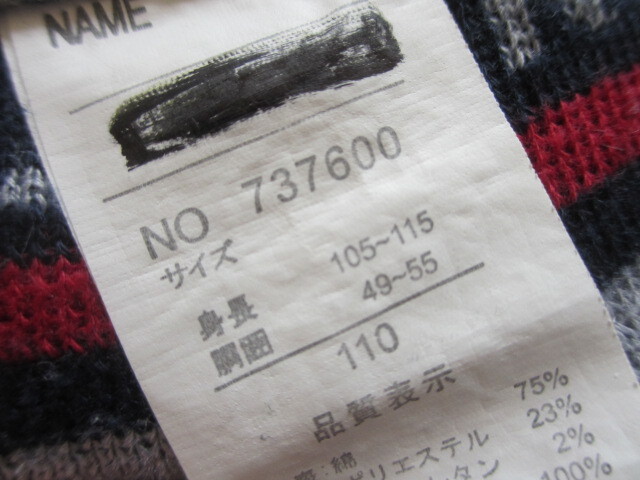 NAME
NO 737600
サイズ
身長 105~115
胴囲 49~55
110
品質表示
綿 75%
ポリエステル 23%
2%
100%